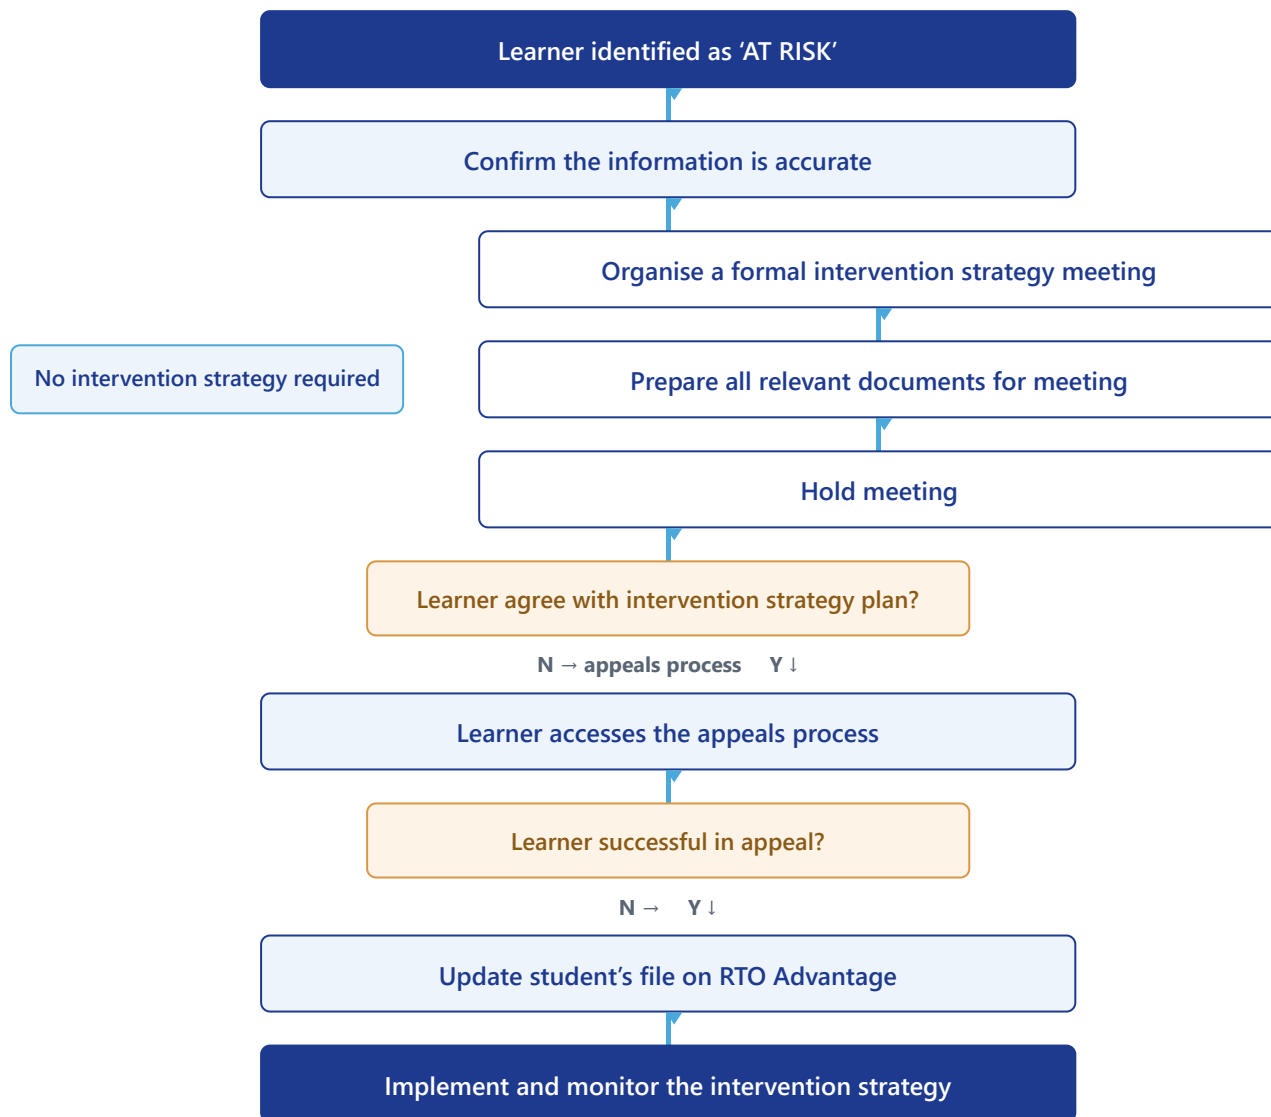 Learner identified as ‘AT RISK’
Confirm the information is accurate
Organise a formal intervention strategy meeting
No intervention strategy required
Prepare all relevant documents for meeting
Hold meeting
Learner agree with intervention strategy plan?
N → appeals process Y ↓
Learner accesses the appeals process
Learner successful in appeal?
N → Y ↓
Update student’s file on RTO Advantage
Implement and monitor the intervention strategy